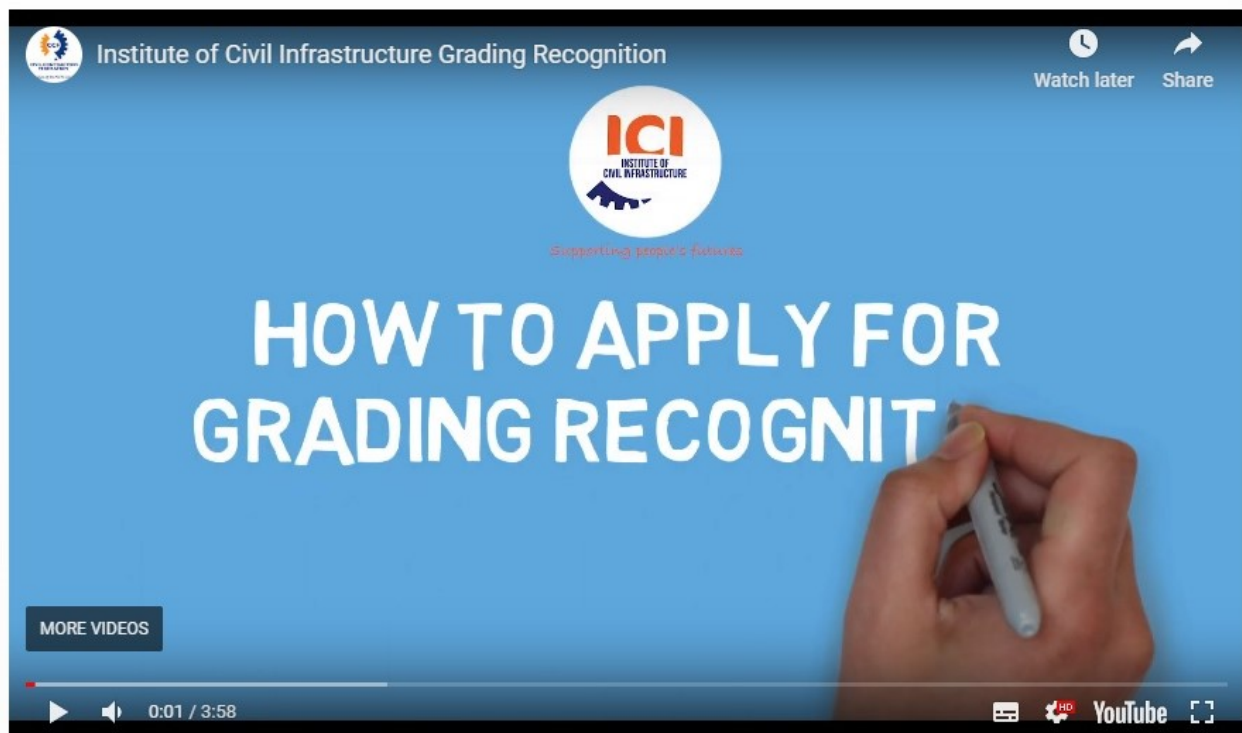 Institute of Civil Infrastructure Grading Recognition
Watch later
Share
ICI
INSTITUTE OF
CIVIL INFRASTRUCTURE
Supporting people's futures
HOW TO APPLY FOR
GRADING RECOGNIT
MORE VIDEOS
0:01 / 3:58
HD
YouTube